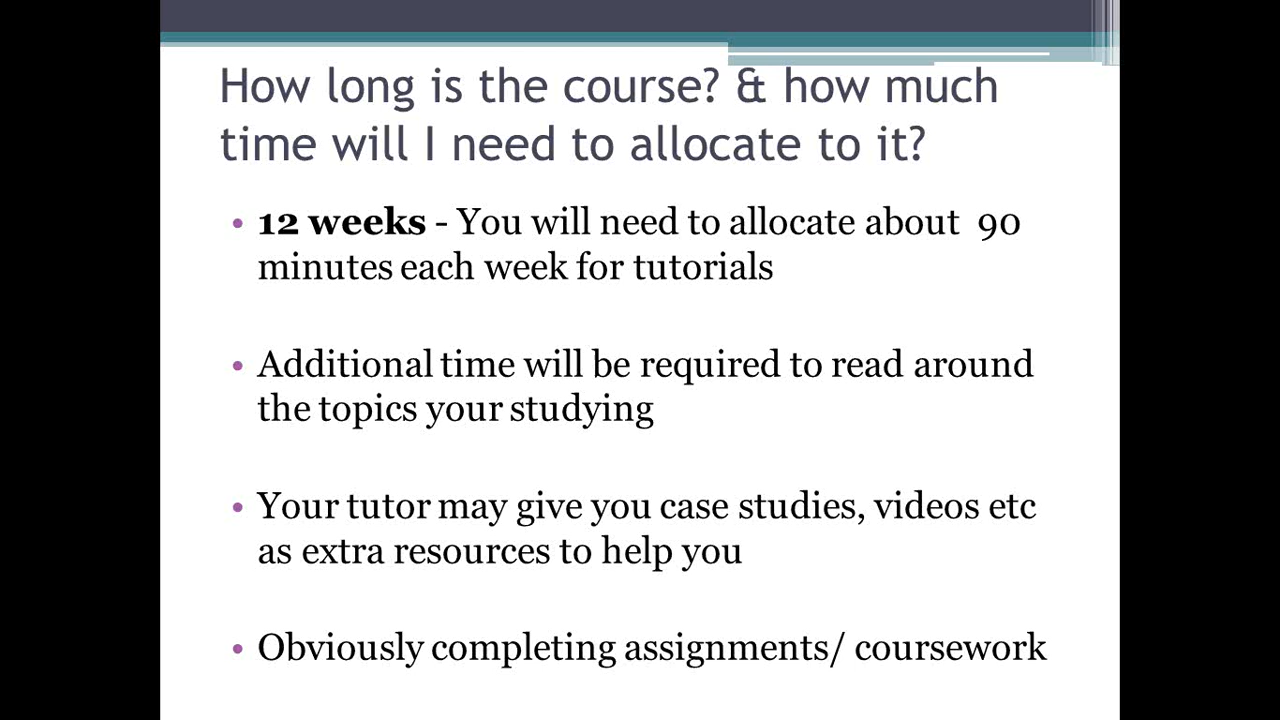 How long is the course? & how much
time will I need to allocate to it?
• 12 weeks - You will need to allocate about  90
minutes each week for tutorials
• Additional time will be required to read around
the topics your studying
• Your tutor may give you case studies, videos etc
as extra resources to help you
• Obviously completing assignments/ coursework